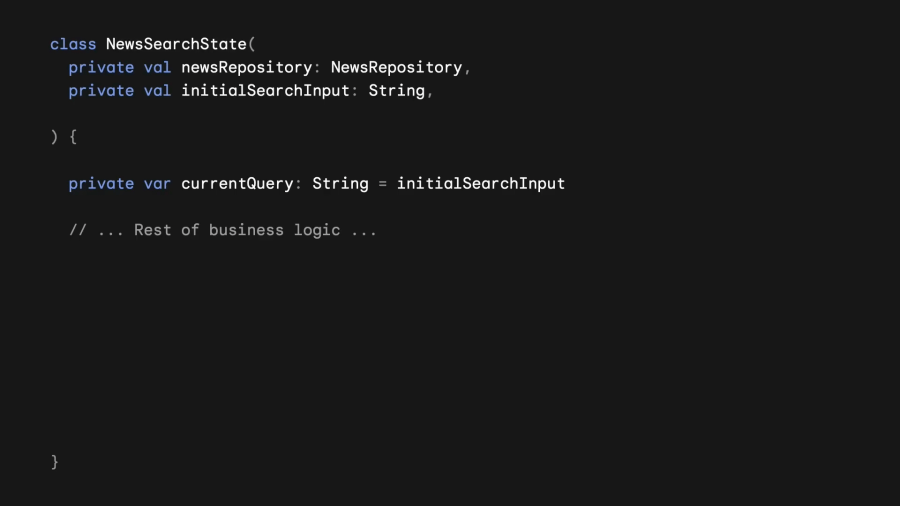 class NewsSearchState(
private val newsRepository: NewsRepository,
private val initialSearchInput: String,
) {
private var currentQuery: String = initialSearchInput
// ... Rest of business logic ...
}